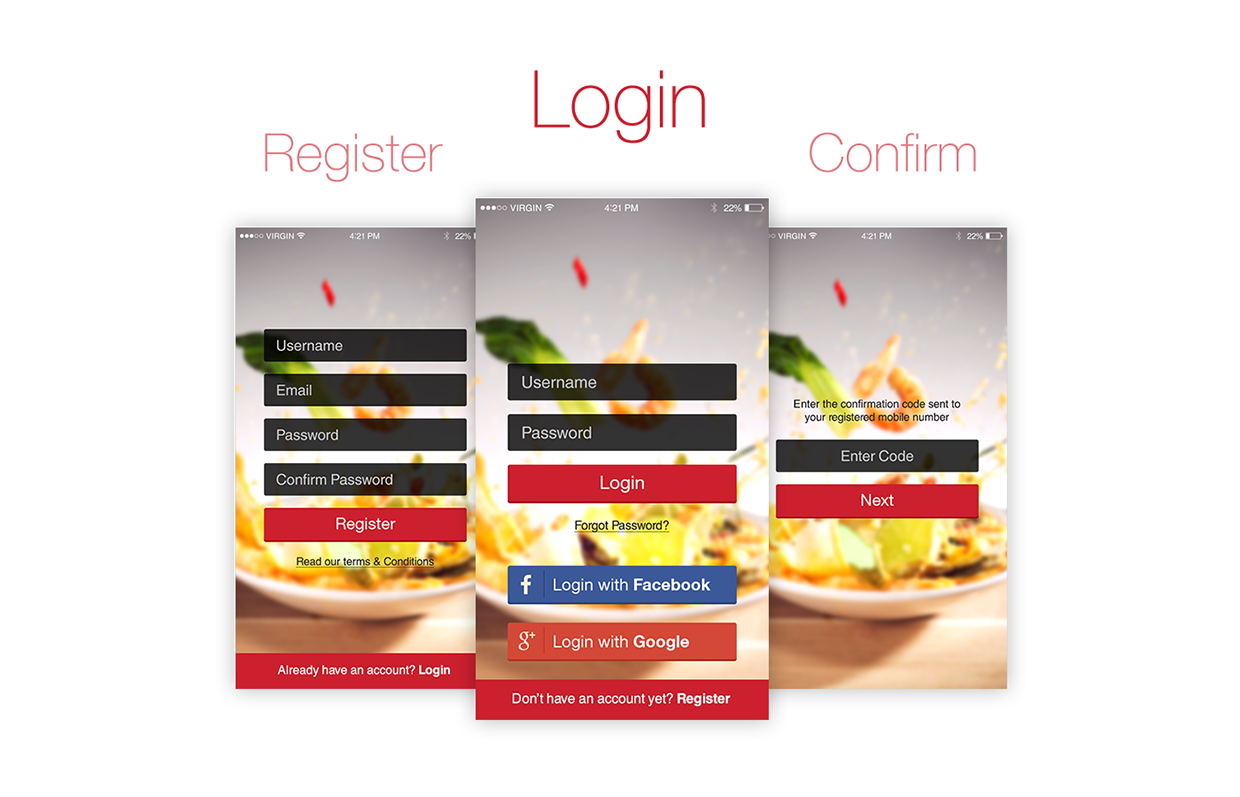 Login
Register
Confirm
VIRGIN
4:21 PM
22%
Username
Email
Password
Confirm Password
Register
Read our terms & Conditions
Already have an account? Login
VIRGIN
4:21 PM
22%
Username
Password
Login
Forgot Password?
f Login with Facebook
g+ Login with Google
Don't have an account yet? Register
VIRGIN
4:21 PM
22%
Enter the confirmation code sent to
your registered mobile number
Enter Code
Next